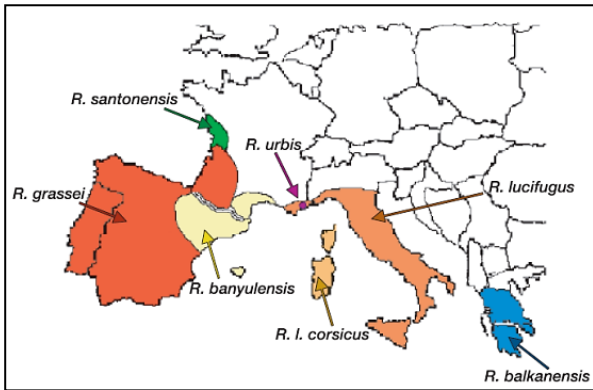 R. santonensis
R. urbis
R. grassei
R. lucifugus
R. banyulensis
R. l. corsicus
R. balkanensis